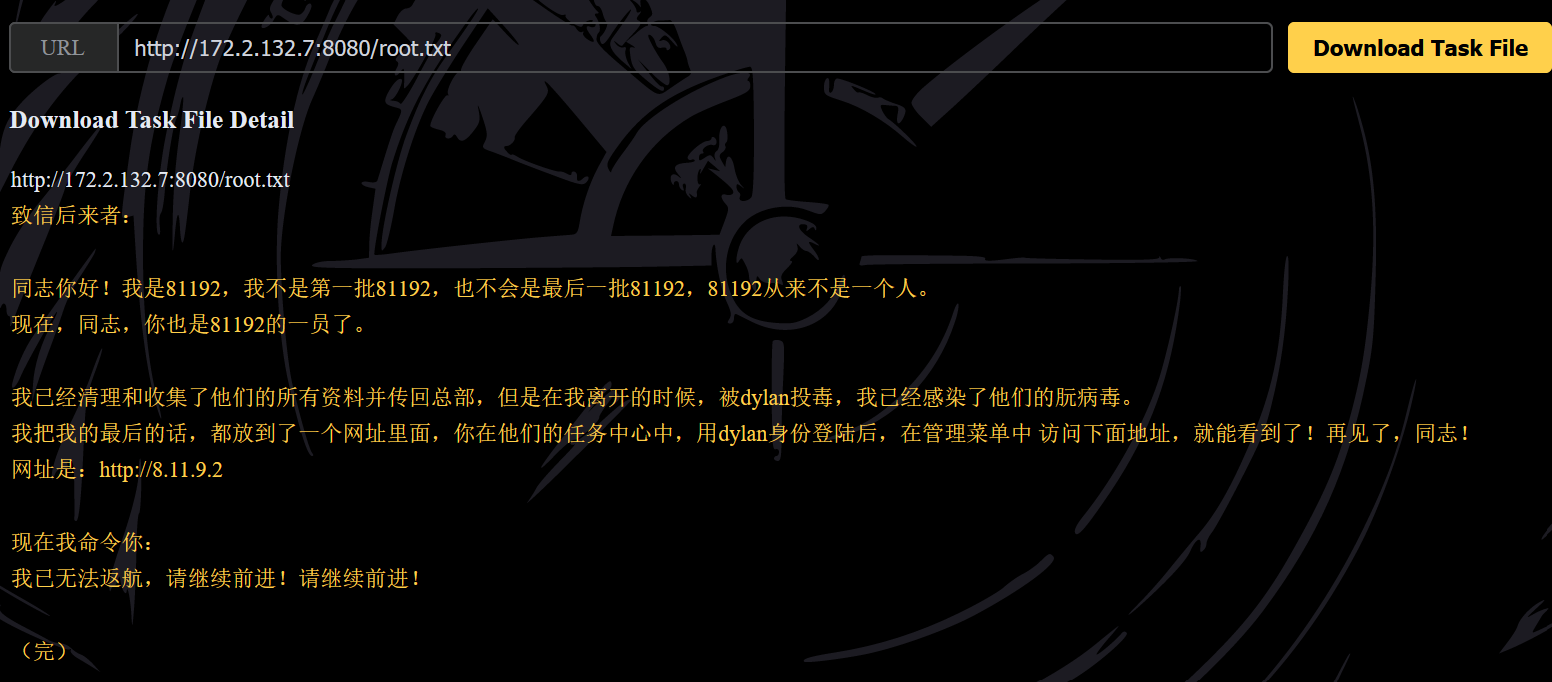 URL
http://172.2.132.7:8080/root.txt
Download Task File
Download Task File Detail
http://172.2.132.7:8080/root.txt
致信后来者：
同志你好！我是81192，我不是第一批81192，也不会是最后一批81192，81192从来不是一个人。
现在，同志，你也是81192的一员了。
我已经清理和收集了他们的所有资料并传回总部，但是在我离开的时候，被dylan投毒，我已经感染了他们的朊病毒。
我把我的最后的话，都放到了一个网址里面，你在他们的任务中心中，用dylan身份登陆后，在管理菜单中 访问下面地址，就能看到了！再见了，同志！
网址是：http://8.11.9.2
现在我命令你：
我已无法返航，请继续前进！请继续前进！
（完）